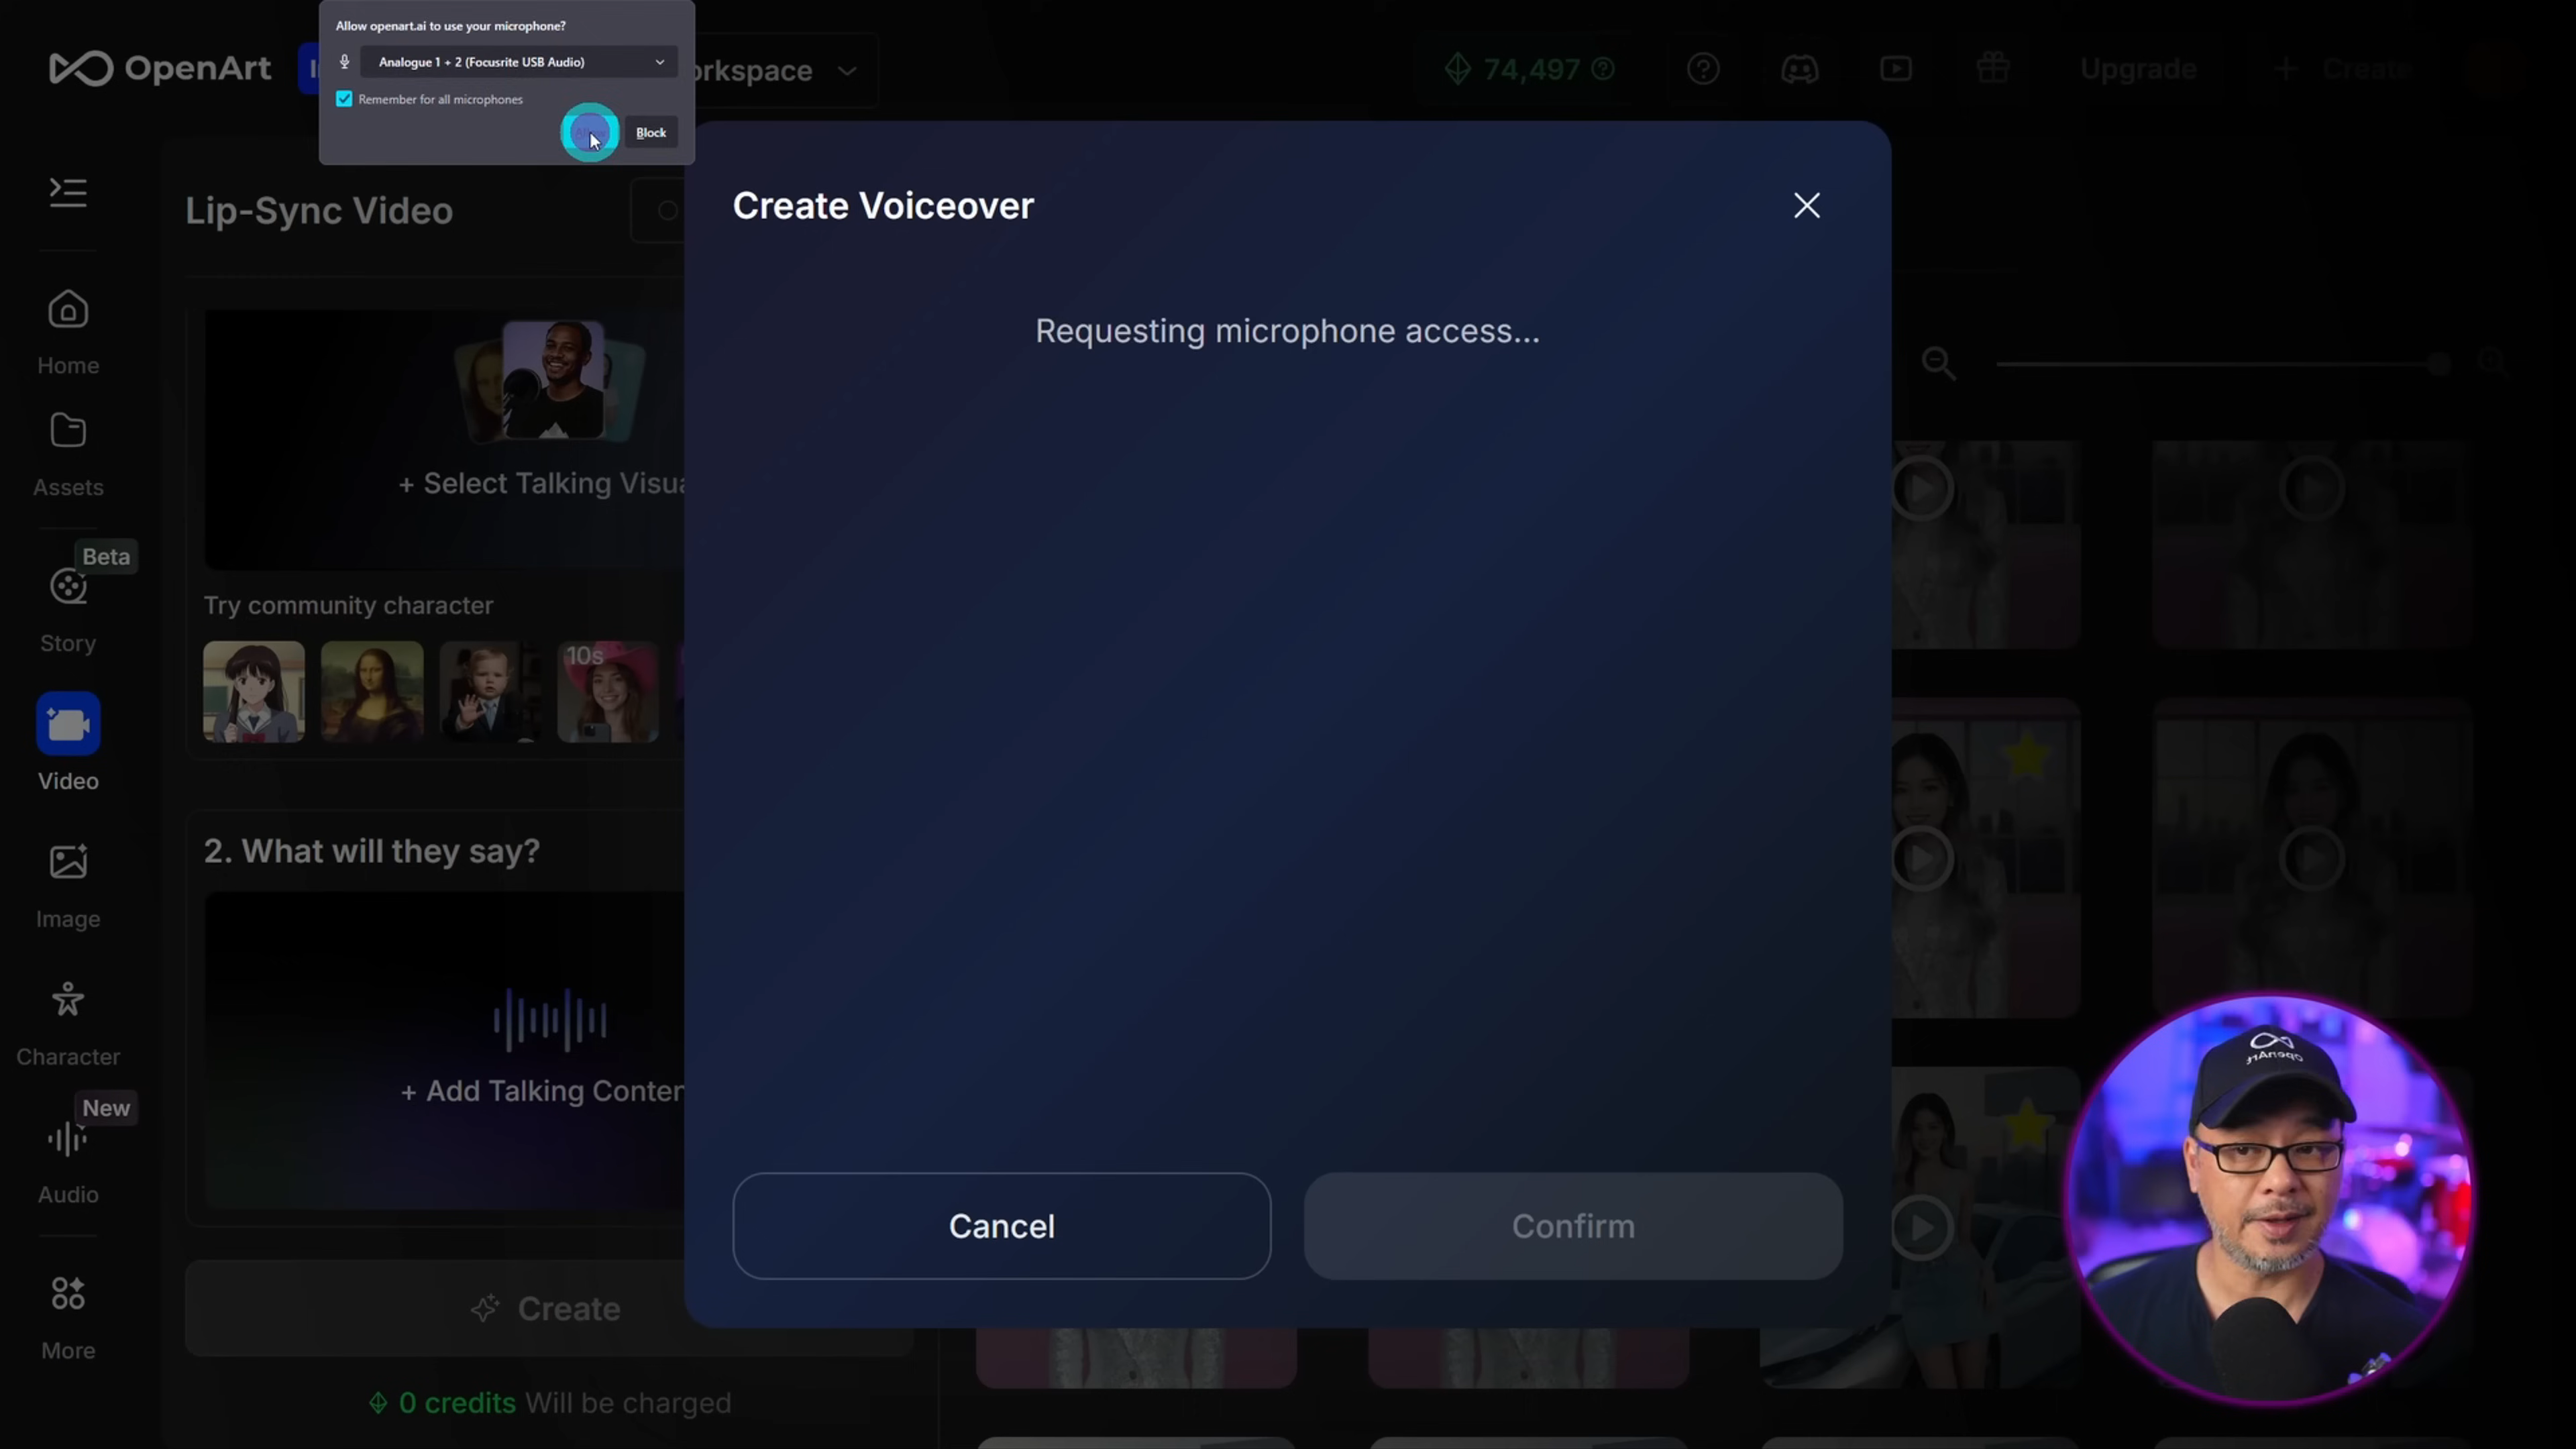 Allow openart.ai to use your microphone?
Analogue 1 + 2 (Focusrite USB Audio)
Remember for all microphones
Allow
Block
OpenArt
74,497
Upgrade
+ Create
Create Voiceover
Requesting microphone access...
Cancel
Confirm
Lip-Sync Video
+ Select Talking Visua
Try community character
10s
2. What will they say?
+ Add Talking Conten
Create
0 credits Will be charged
Home
Assets
Beta
Story
Video
Image
Character
New
Audio
More
OpenArt